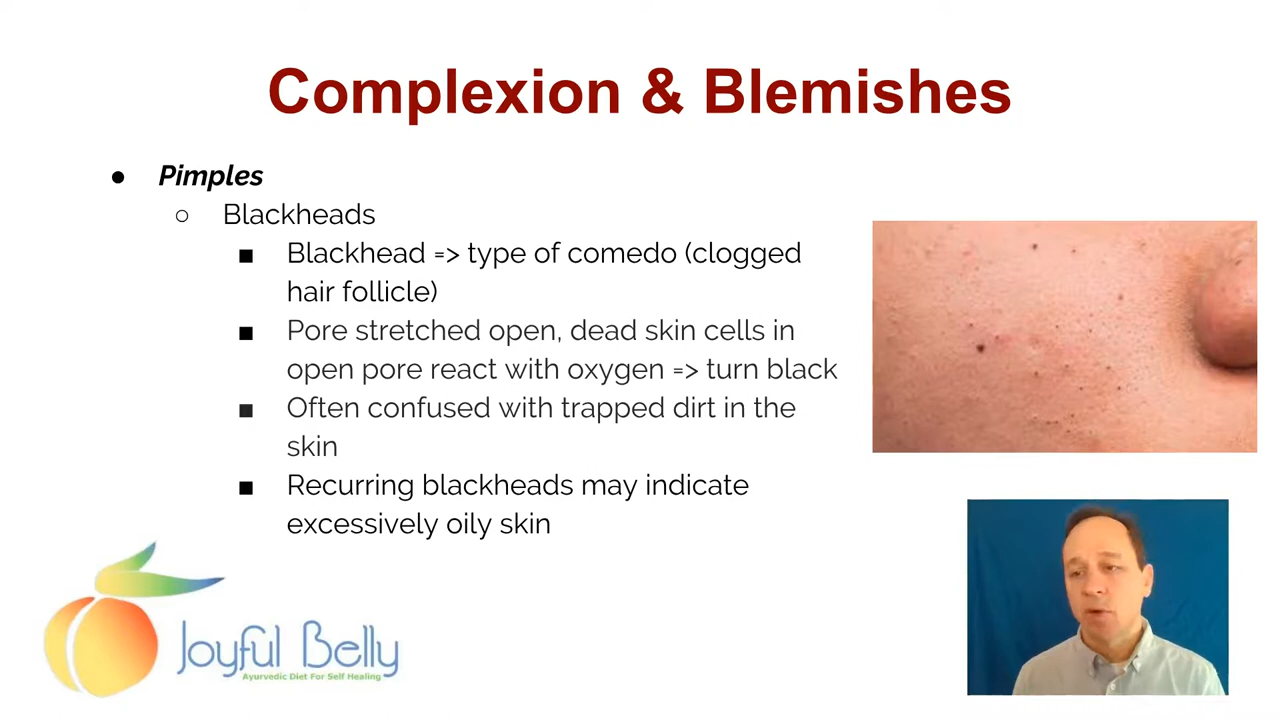 Complexion & Blemishes
● Pimples
○ Blackheads
■ Blackhead => type of comedo (clogged
hair follicle)
■ Pore stretched open, dead skin cells in
open pore react with oxygen => turn black
■ Often confused with trapped dirt in the
skin
■ Recurring blackheads may indicate
excessively oily skin
Joyful Belly
Ayurvedic Diet For Self Healing